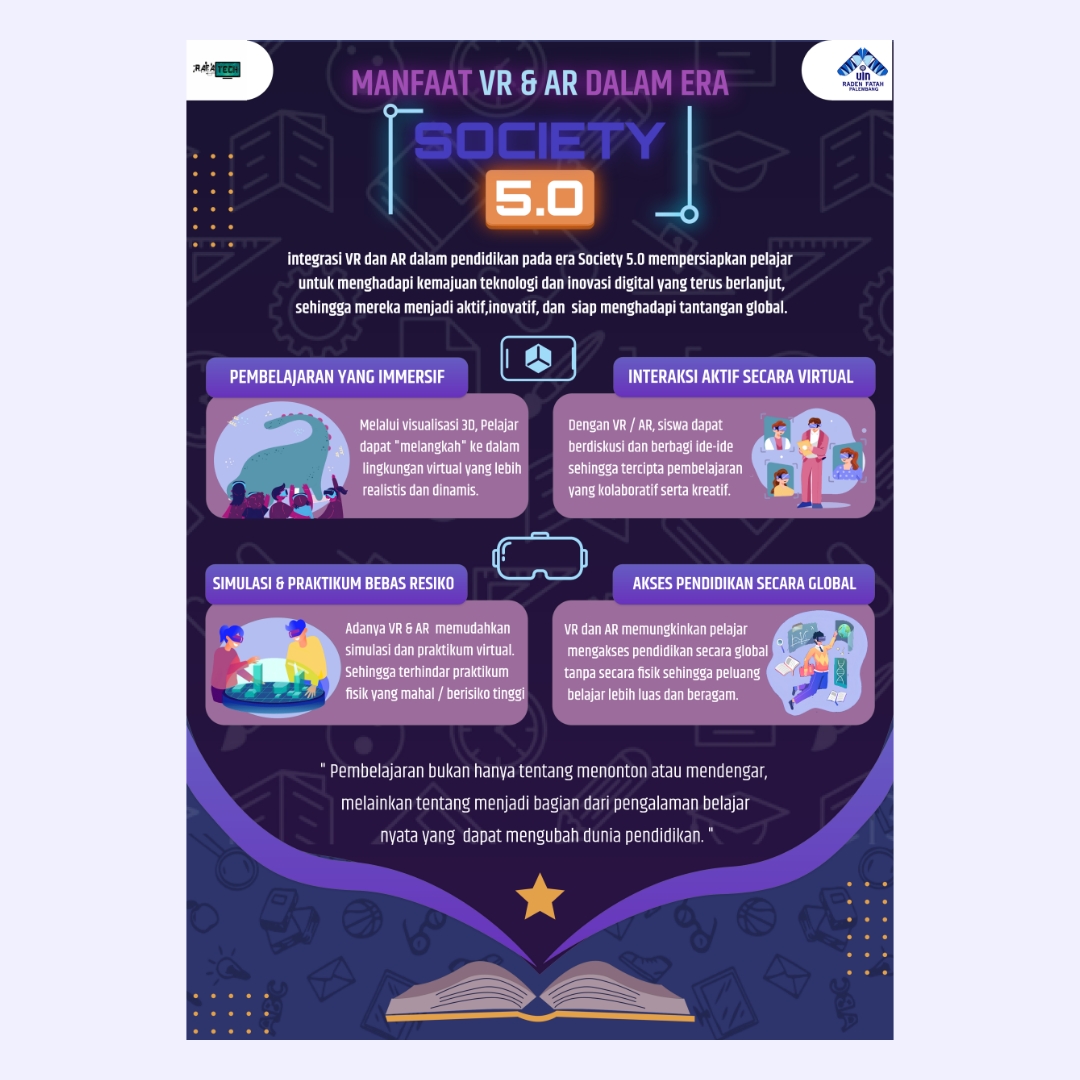 RAFA TECH
uin
RADEN FATAH
PALEMBANG
MANFAAT VR & AR DALAM ERA
SOCIETY
5.0
integrasi VR dan AR dalam pendidikan pada era Society 5.0 mempersiapkan pelajar
untuk menghadapi kemajuan teknologi dan inovasi digital yang terus berlanjut,
sehingga mereka menjadi aktif,inovatif, dan siap menghadapi tantangan global.
PEMBELAJARAN YANG IMMERSIF
Melalui visualisasi 3D, Pelajar
dapat "melangkah" ke dalam
lingkungan virtual yang lebih
realistis dan dinamis.
INTERAKSI AKTIF SECARA VIRTUAL
Dengan VR / AR, siswa dapat
berdiskusi dan berbagi ide-ide
sehingga tercipta pembelajaran
yang kolaboratif serta kreatif.
SIMULASI & PRAKTIKUM BEBAS RESIKO
Adanya VR & AR memudahkan
simulasi dan praktikum virtual.
Sehingga terhindar praktikum
fisik yang mahal / berisiko tinggi
AKSES PENDIDIKAN SECARA GLOBAL
VR dan AR memungkinkan pelajar
mengakses pendidikan secara global
tanpa secara fisik sehingga peluang
belajar lebih luas dan beragam.
" Pembelajaran bukan hanya tentang menonton atau mendengar,
melainkan tentang menjadi bagian dari pengalaman belajar
nyata yang dapat mengubah dunia pendidikan. "